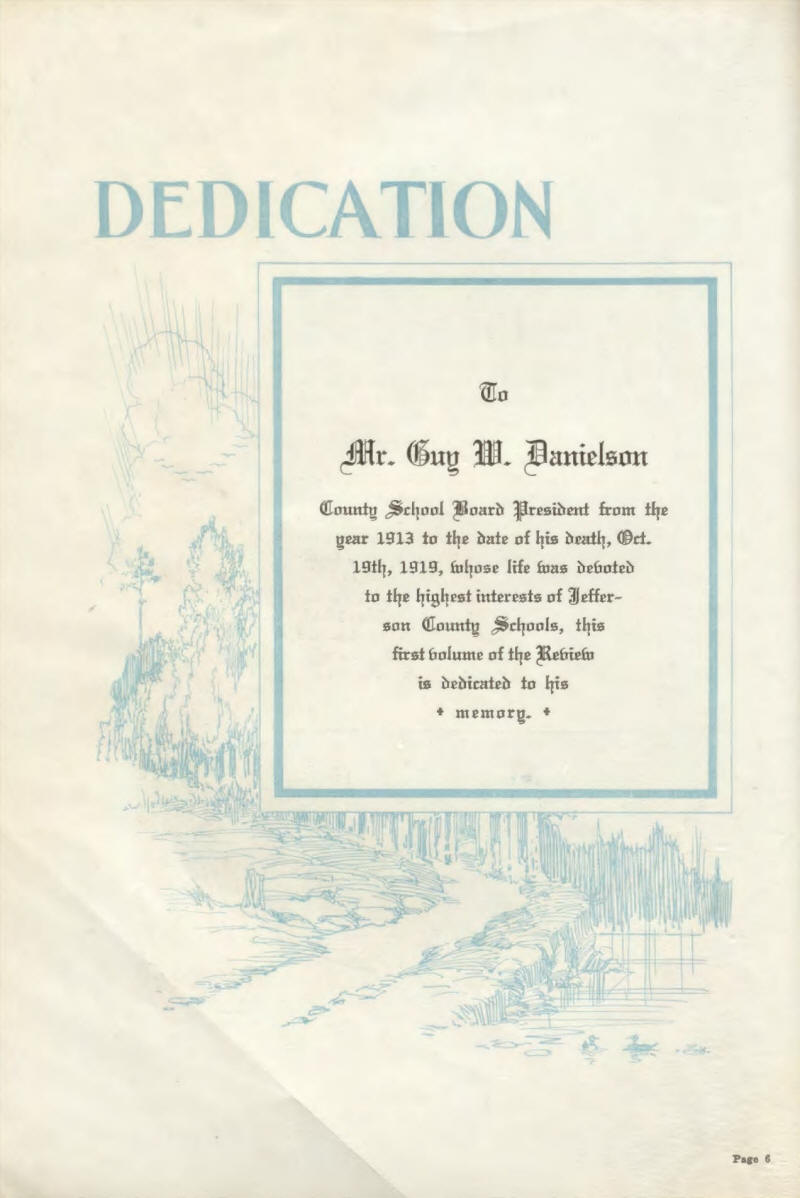 DEDICATION
To
Mr. Guy W. Danielson
County School Board President from the
year 1913 to the date of his death, Oct.
19th, 1919, whose life was devoted
to the highest interests of Jeffer-
son County Schools, this
first volume of the Review
is dedicated to his
memory.
Page 6